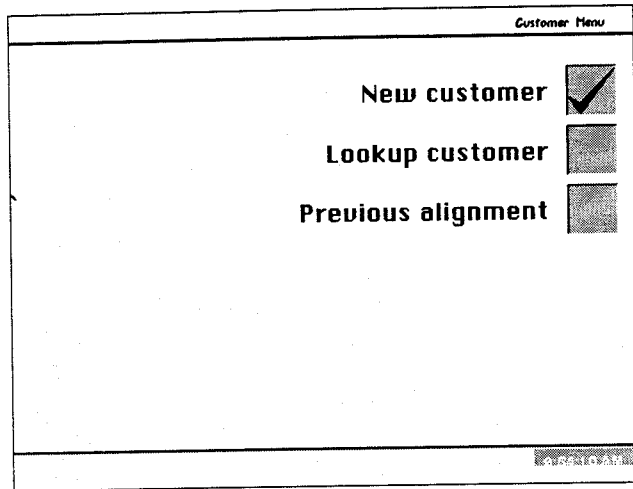 Customer Menu
New customer
Lookup customer
Previous alignment